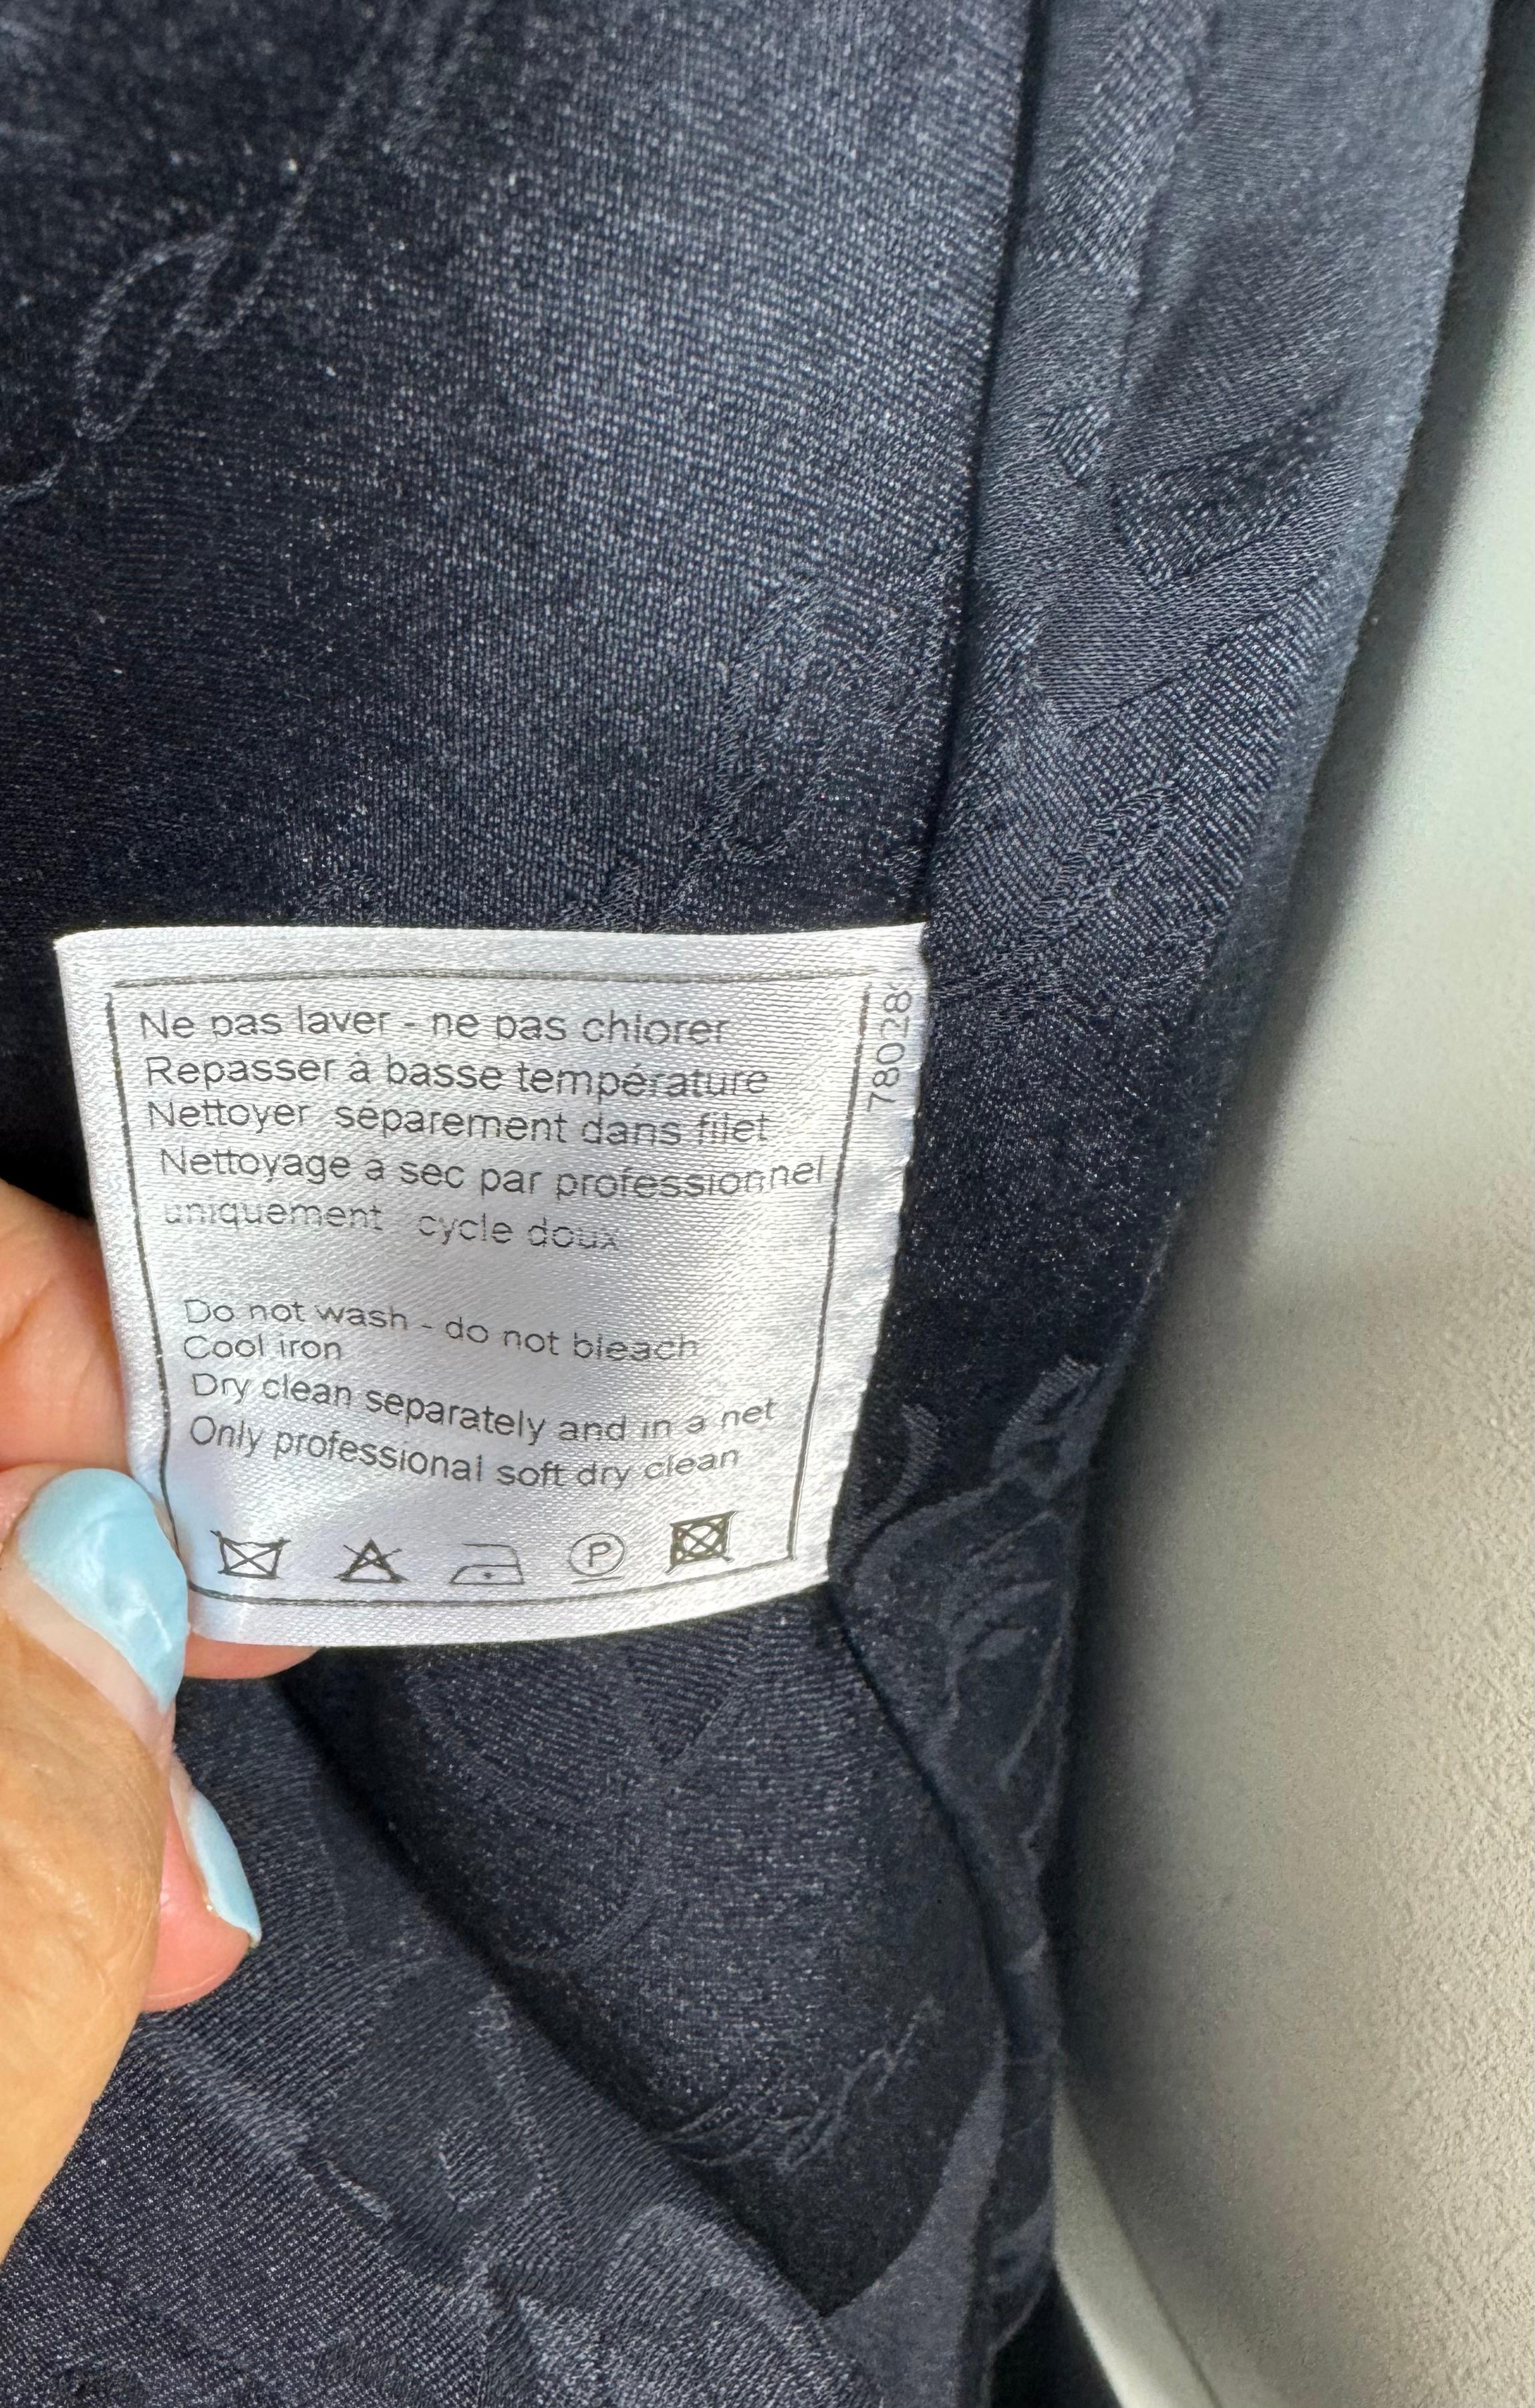 Ne pas laver - ne pas chlorer
Repasser à basse température
Nettoyer séparement dans filet
Nettoyage à sec par professionnel
uniquement cycle doux
Do not wash - do not bleach
Cool iron
Dry clean separately and in a net
Only professional soft dry clean
P